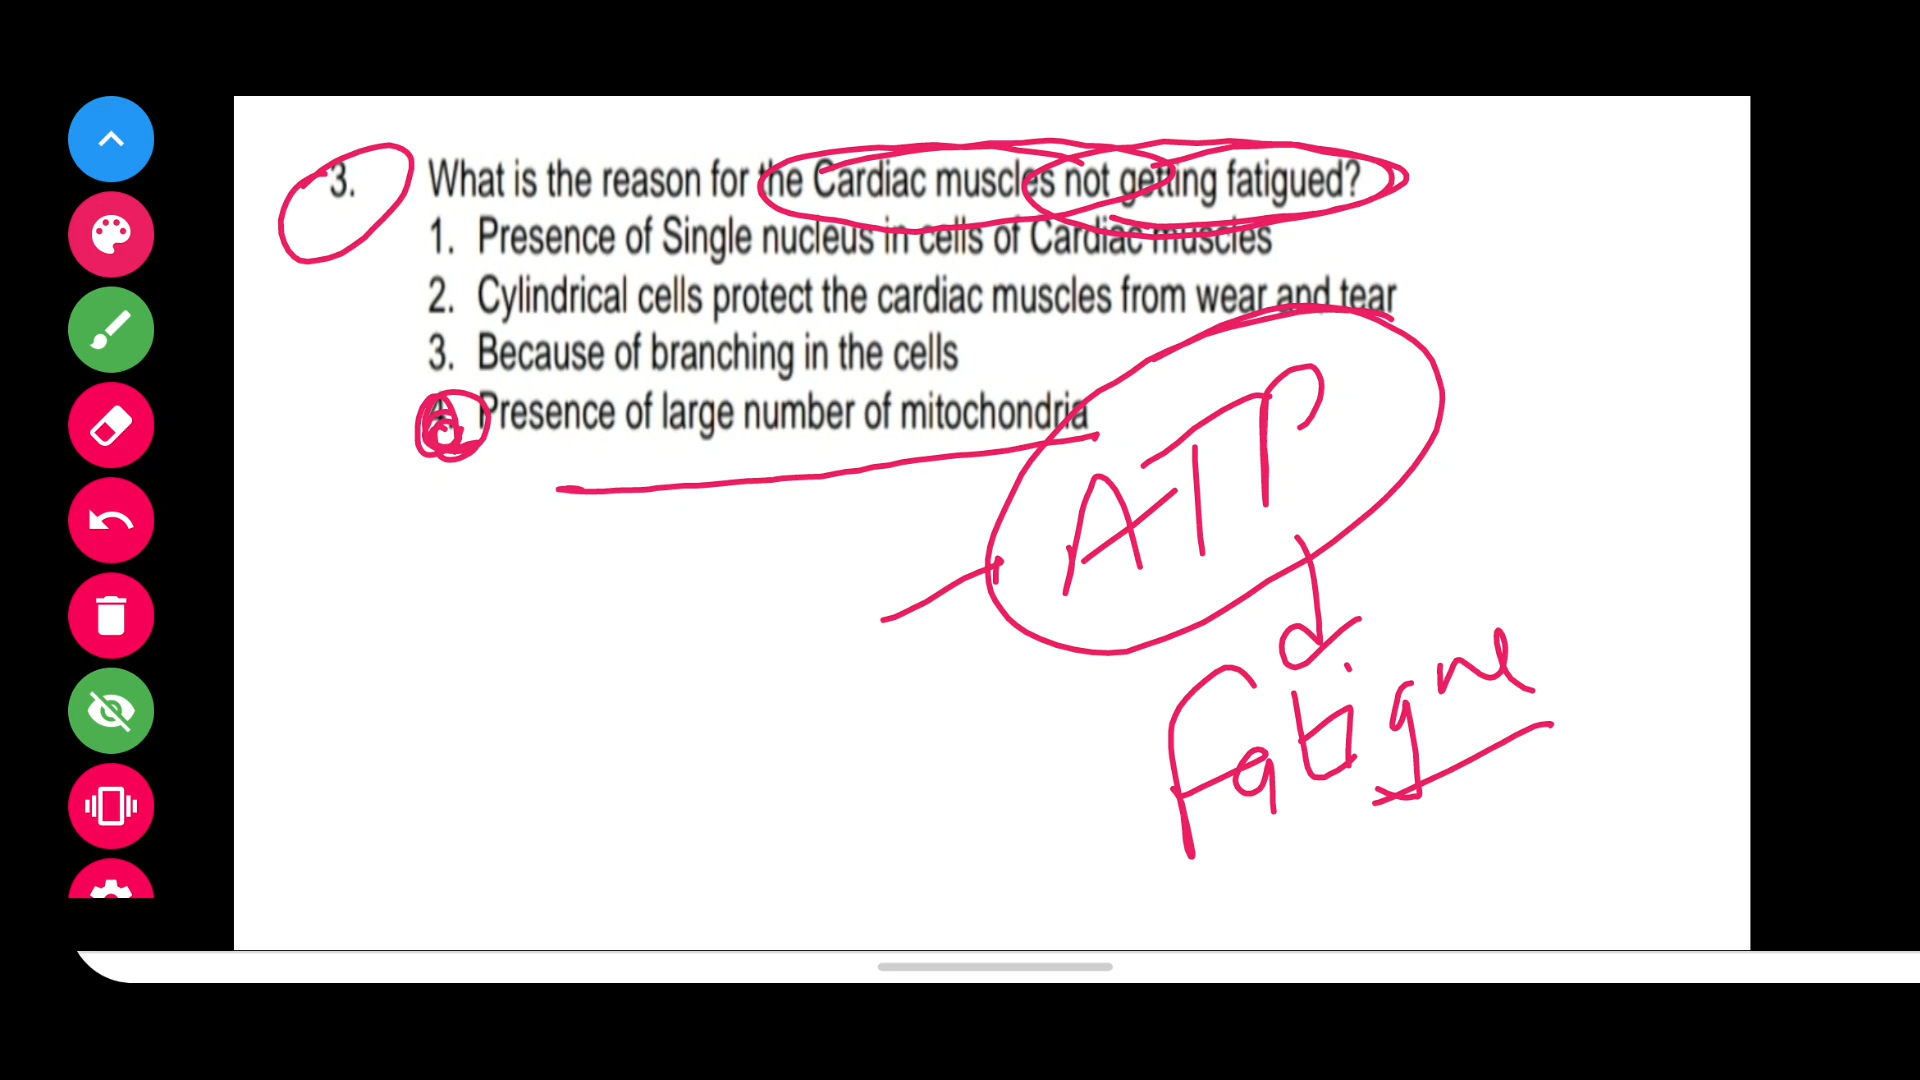 3. What is the reason for the Cardiac muscles not getting fatigued?
1. Presence of Single nucleus in cells of Cardiac muscles
2. Cylindrical cells protect the cardiac muscles from wear and tear
3. Because of branching in the cells
4. Presence of large number of mitochondria
ATP
Fatigue